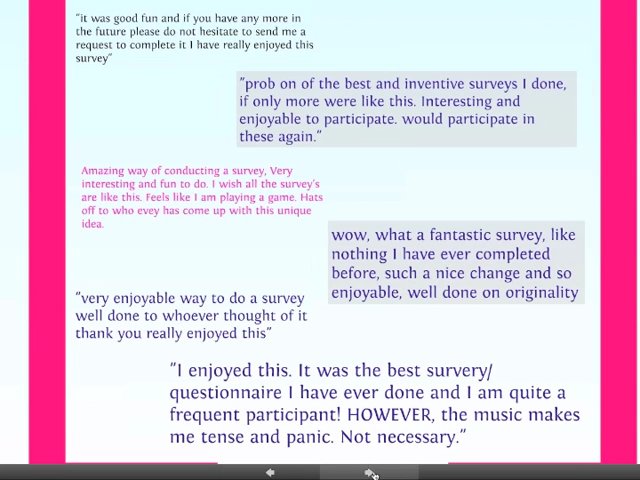 "it was good fun and if you have any more in
the future please do not hesitate to send me a
request to complete it I have really enjoyed this
survey"
"prob on of the best and inventive surveys I done,
if only more were like this. Interesting and
enjoyable to participate. would participate in
these again."
Amazing way of conducting a survey, Very
interesting and fun to do. I wish all the survey's
are like this. Feels like I am playing a game. Hats
off to who evey has come up with this unique
idea.
wow, what a fantastic survey, like
nothing I have ever completed
before, such a nice change and so
enjoyable, well done on originality
"very enjoyable way to do a survey
well done to whoever thought of it
thank you really enjoyed this"
"I enjoyed this. It was the best survery/
questionnaire I have ever done and I am quite a
frequent participant! HOWEVER, the music makes
me tense and panic. Not necessary."